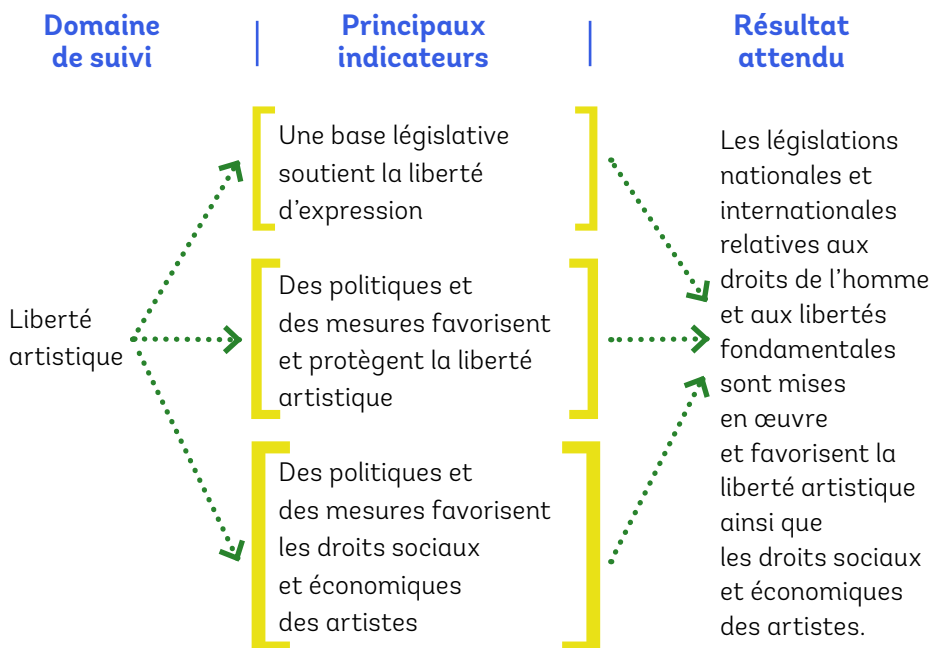 Domaine
de suivi
Principaux
indicateurs
Résultat
attendu
Liberté
artistique
Une base législative
soutient la liberté
d'expression
Des politiques et
des mesures favorisent
et protègent la liberté
artistique
Des politiques et
des mesures favorisent
les droits sociaux
et économiques
des artistes
Les législations
nationales et
internationales
relatives aux
droits de l'homme
et aux libertés
fondamentales
sont mises
en œuvre
et favorisent la
liberté artistique
ainsi que
les droits sociaux
et économiques
des artistes.